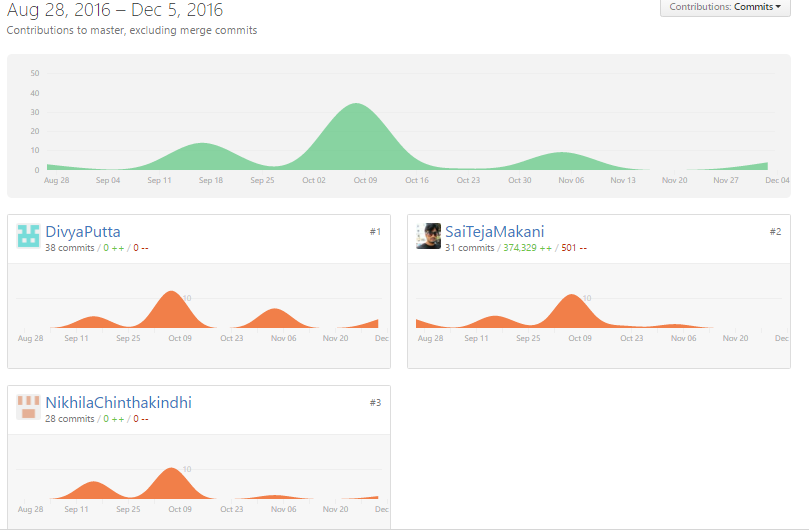 Aug 28, 2016 – Dec 5, 2016
Contributions: Commits
Contributions to master, excluding merge commits
50
40
30
20
10
0
Aug 28 Sep 04 Sep 11 Sep 18 Sep 25 Oct 02 Oct 09 Oct 16 Oct 23 Oct 30 Nov 06 Nov 13 Nov 20 Nov 27 Dec 04
DivyaPutta #1
38 commits / 0 ++ / 0 --
10
Aug 28 Sep 11 Sep 25 Oct 09 Oct 23 Nov 06 Nov 20 Dec
SaiTejaMakani #2
31 commits / 374,329 ++ / 501 --
10
Aug 28 Sep 11 Sep 25 Oct 09 Oct 23 Nov 06 Nov 20 Dec
NikhilaChinthakindhi #3
28 commits / 0 ++ / 0 --
10
Aug 28 Sep 11 Sep 25 Oct 09 Oct 23 Nov 06 Nov 20 Dec